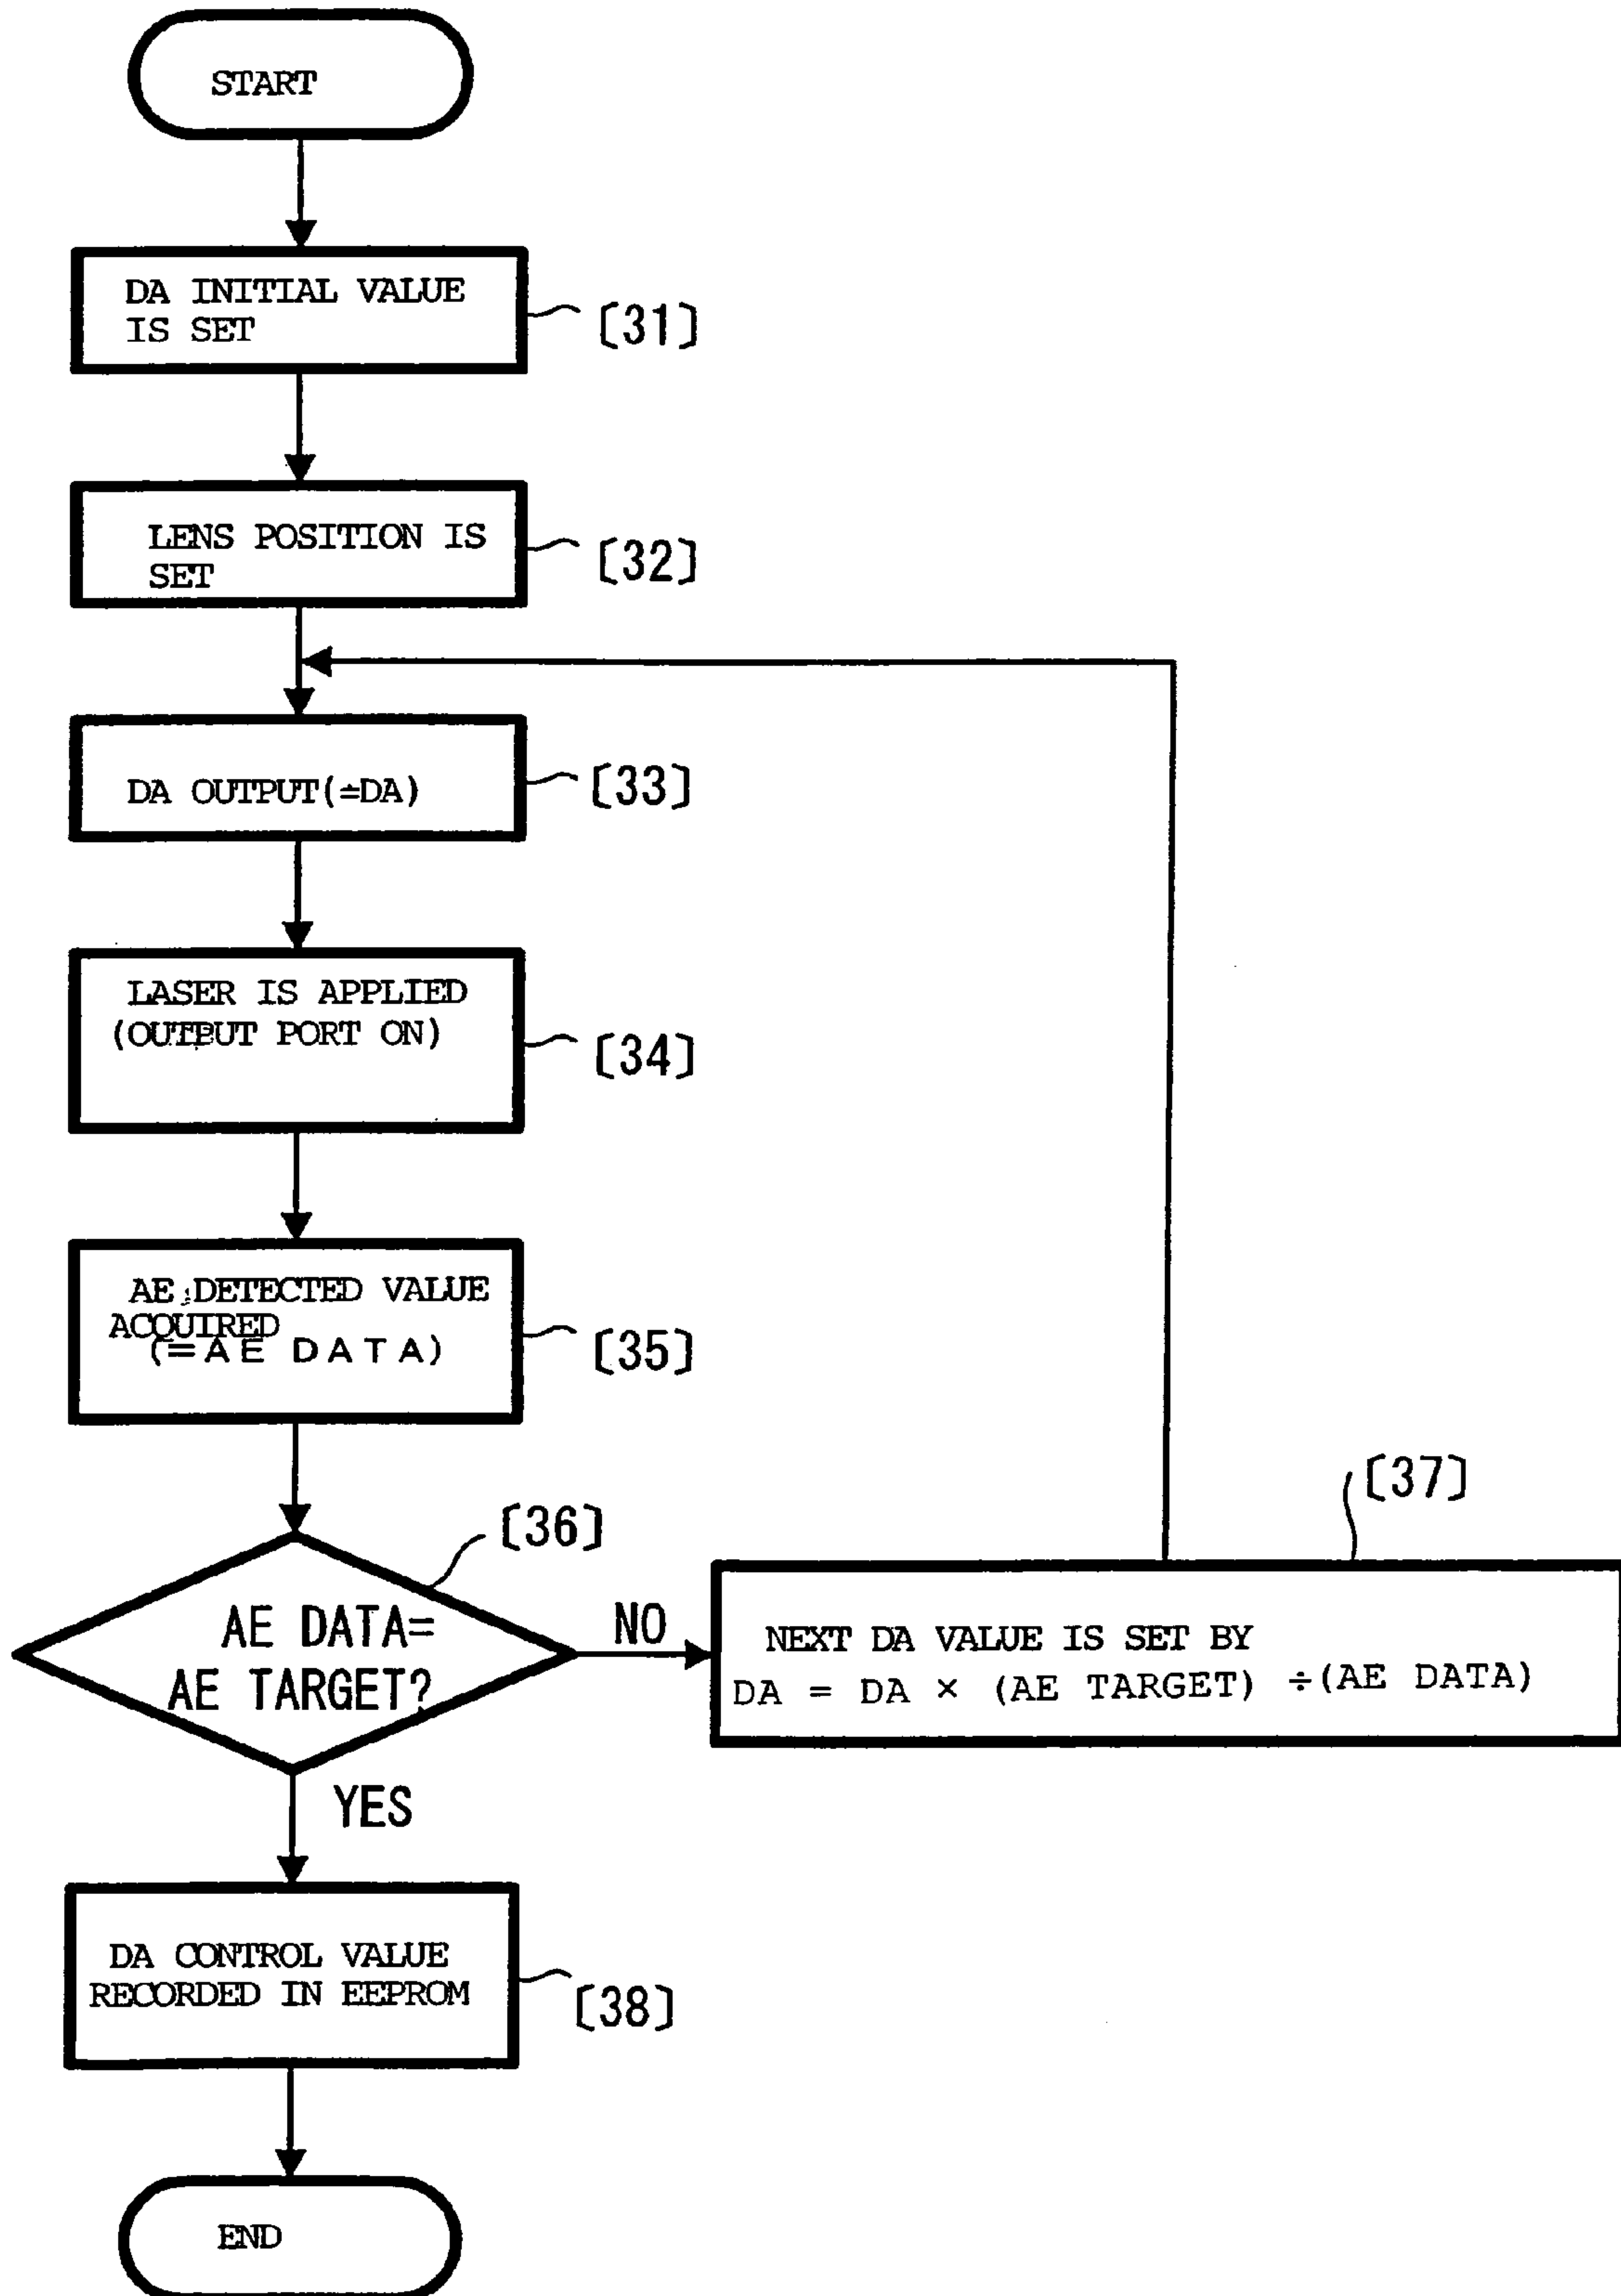 START
DA INITIAL VALUE
IS SET
[31]
LENS POSITION IS
SET
[32]
DA OUTPUT(=DA)
[33]
LASER IS APPLIED
(OUTPUT PORT ON)
[34]
AE DETECTED VALUE
ACQUIRED
(=AE DATA)
[35]
[36]
AE DATA=
AE TARGET?
NO
[37]
NEXT DA VALUE IS SET BY
DA = DA × (AE TARGET) ÷(AE DATA)
YES
DA CONTROL VALUE
RECORDED IN EEPROM
[38]
END